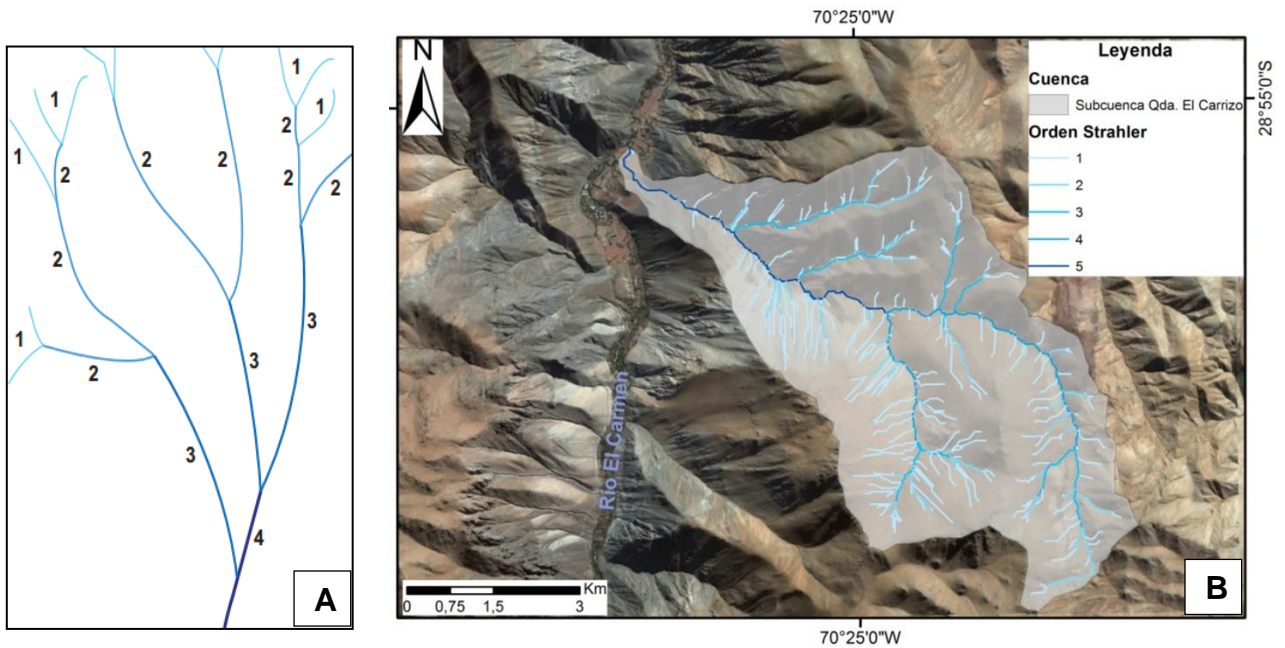 1
1
2
1
2
2
2
1
1
2
2
2
1
2
3
3
3
4
A
70°25'0"W
28°55'0"S
N
Leyenda
Cuenca
Subcuenca Qda. El Carrizo
Orden Strahler
1
2
3
4
5
Río El Carmen
Km
0 0,75 1,5 3
B
70°25'0"W